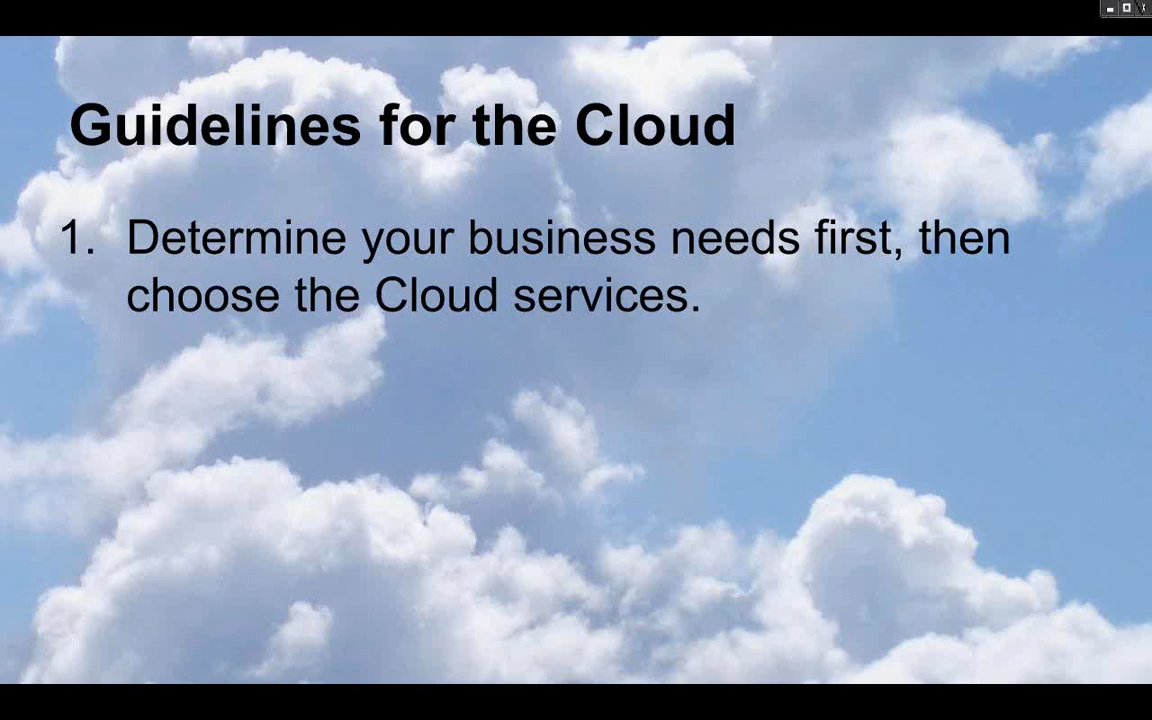 Guidelines for the Cloud
1. Determine your business needs first, then
choose the Cloud services.